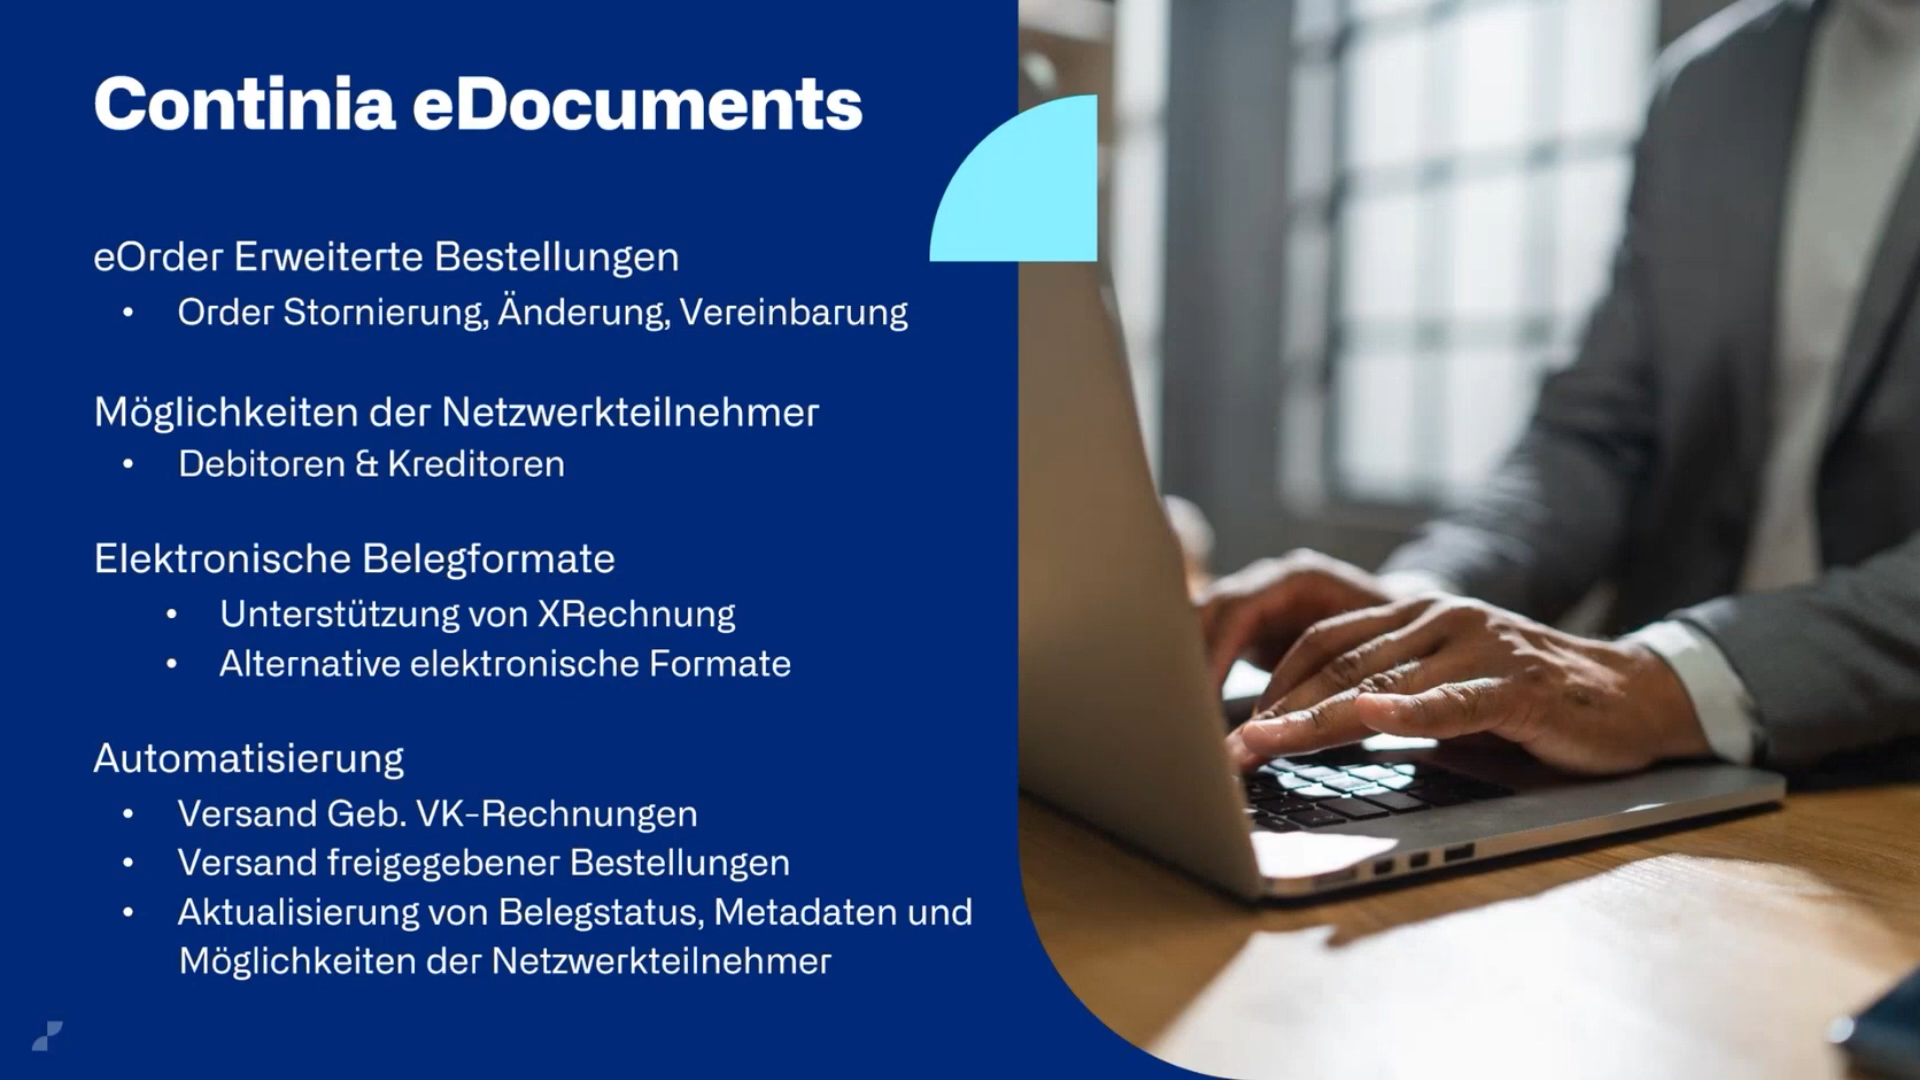 Continia eDocuments
eOrder Erweiterte Bestellungen
• Order Stornierung, Änderung, Vereinbarung
Möglichkeiten der Netzwerkteilnehmer
• Debitoren & Kreditoren
Elektronische Belegformate
• Unterstützung von XRechnung
• Alternative elektronische Formate
Automatisierung
• Versand Geb. VK-Rechnungen
• Versand freigegebener Bestellungen
• Aktualisierung von Belegstatus, Metadaten und
Möglichkeiten der Netzwerkteilnehmer